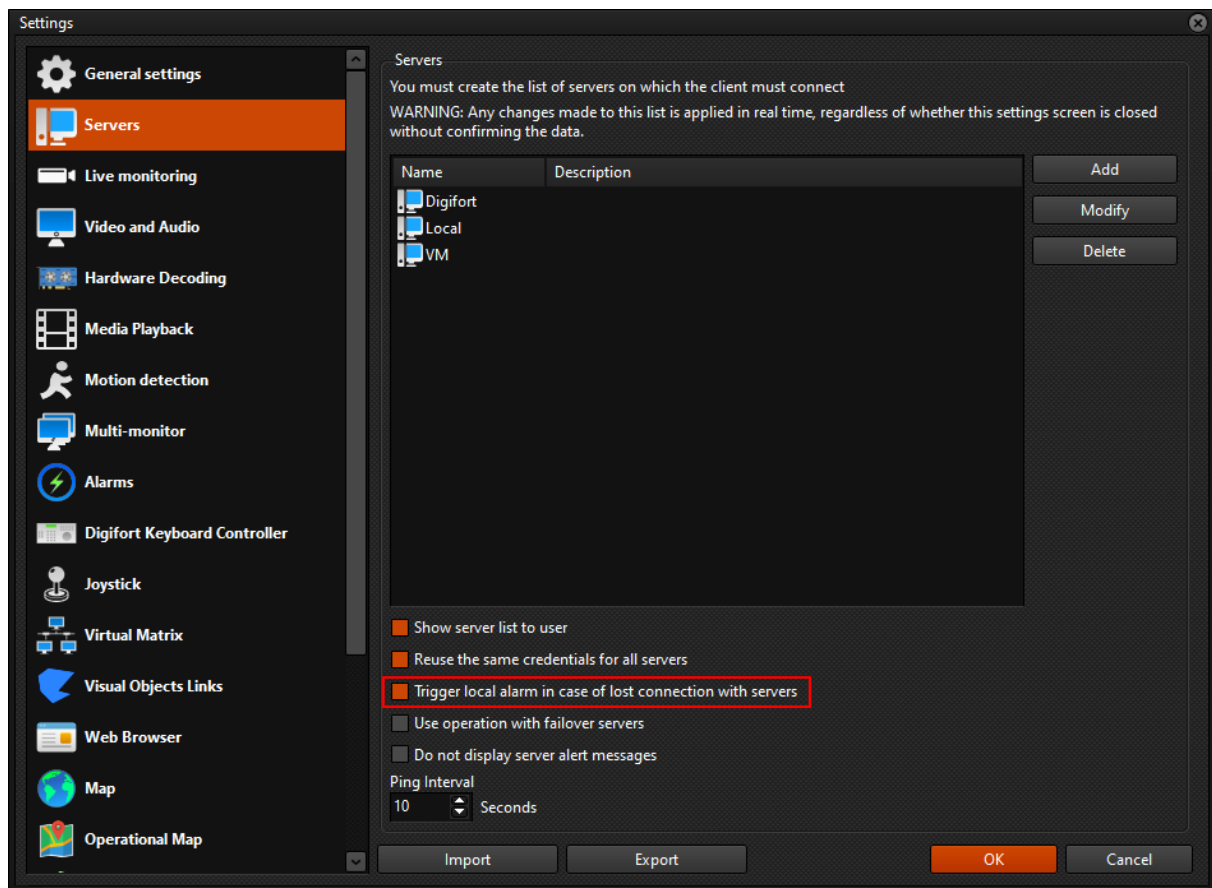 Settings
General settings
Servers
Live monitoring
Video and Audio
Hardware Decoding
Media Playback
Motion detection
Multi-monitor
Alarms
Digifort Keyboard Controller
Joystick
Virtual Matrix
Visual Objects Links
Web Browser
Map
Operational Map
Servers
You must create the list of servers on which the client must connect
WARNING: Any changes made to this list is applied in real time, regardless of whether this settings screen is closed
without confirming the data.
Name Description
Digifort
Local
VM
Add
Modify
Delete
Show server list to user
Reuse the same credentials for all servers
Trigger local alarm in case of lost connection with servers
Use operation with failover servers
Do not display server alert messages
Ping Interval
10 Seconds
Import Export OK Cancel